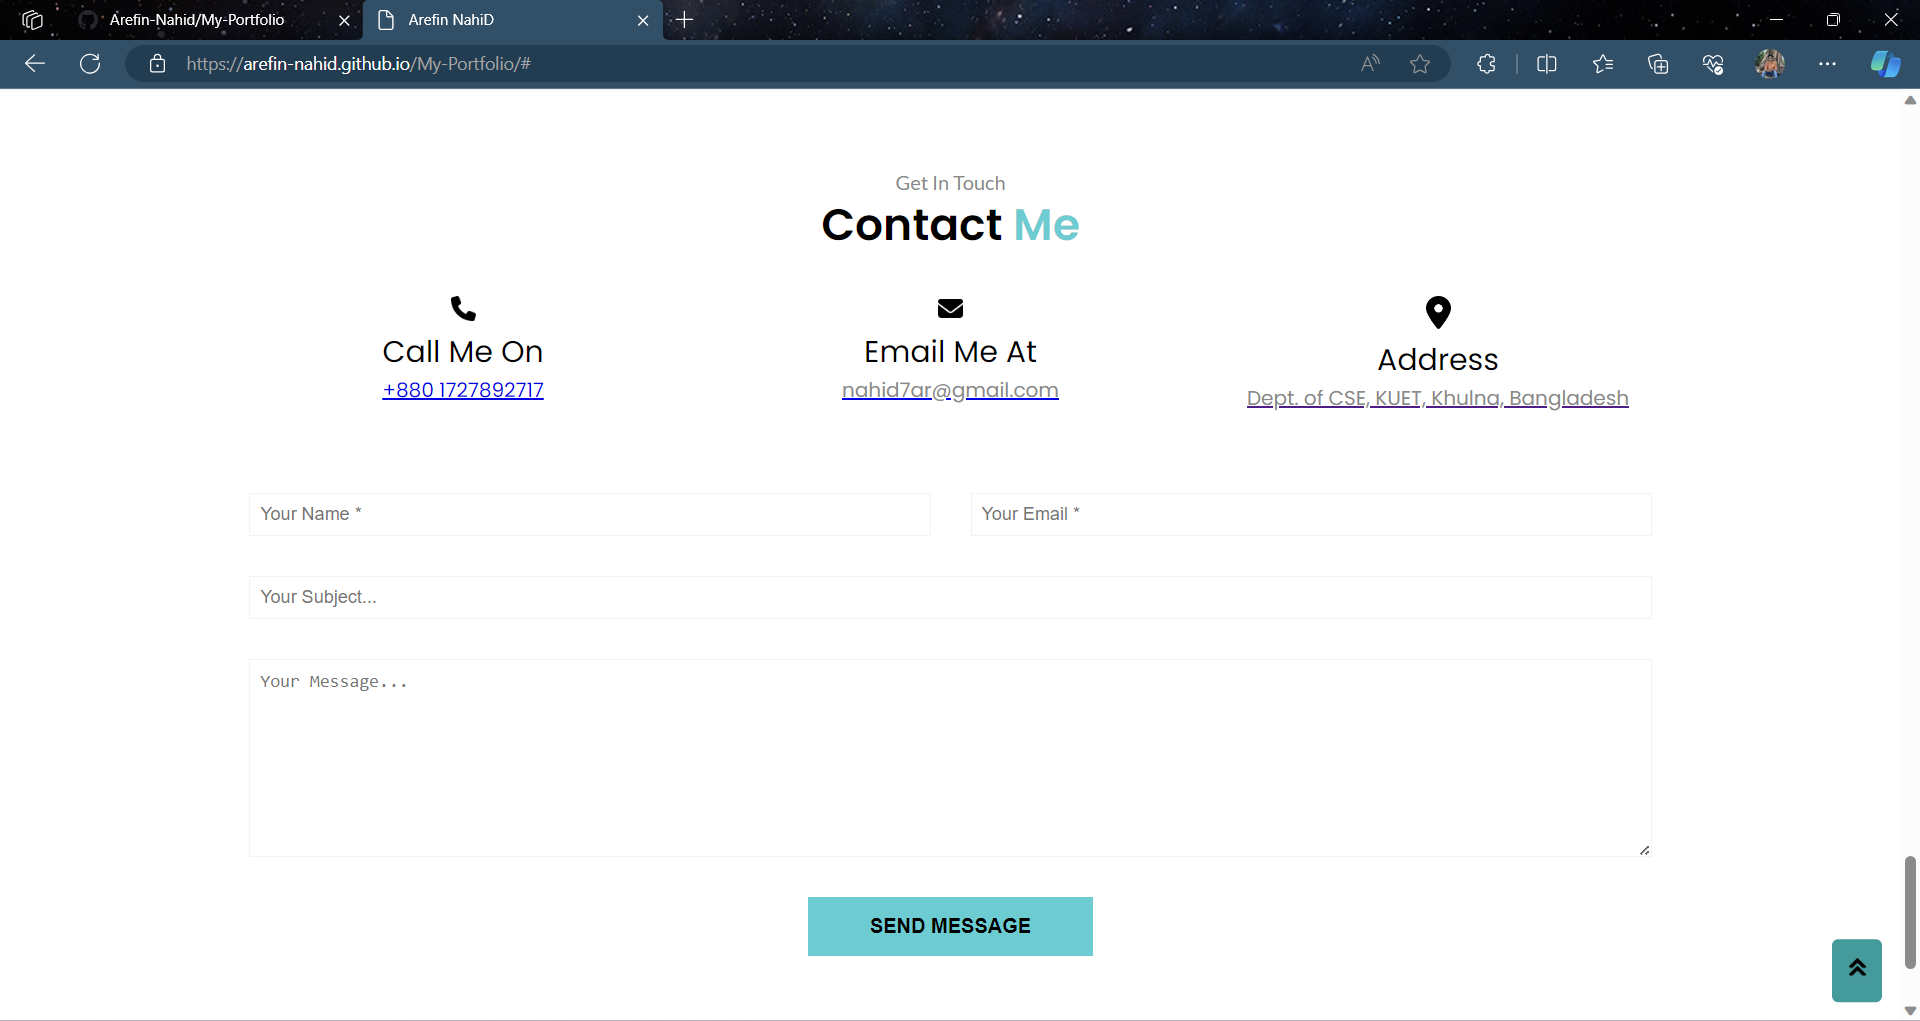 Arefin-Nahid/My-Portfolio
Arefin NahiD
https://arefin-nahid.github.io/My-Portfolio/#
Get In Touch
Contact Me
Call Me On
+880 1727892717
Email Me At
nahid7ar@gmail.com
Address
Dept. of CSE, KUET, Khulna, Bangladesh
Your Name *
Your Email *
Your Subject...
Your Message...
SEND MESSAGE